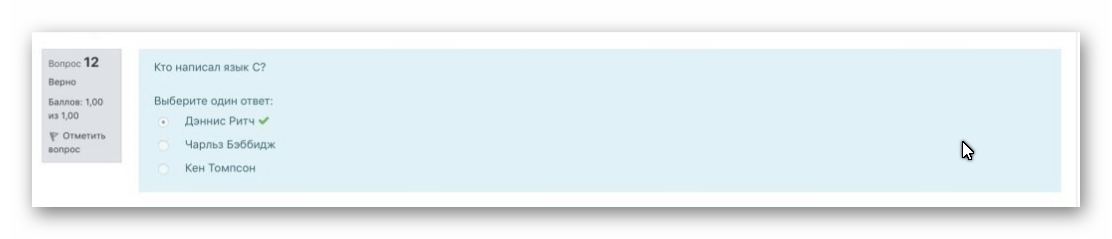 Вопрос 12
Верно
Баллов: 1,00
из 1,00
Отметить
вопрос
Кто написал язык C?
Выберите один ответ:
Дэннис Ритч
Чарльз Бэббидж
Кен Томпсон